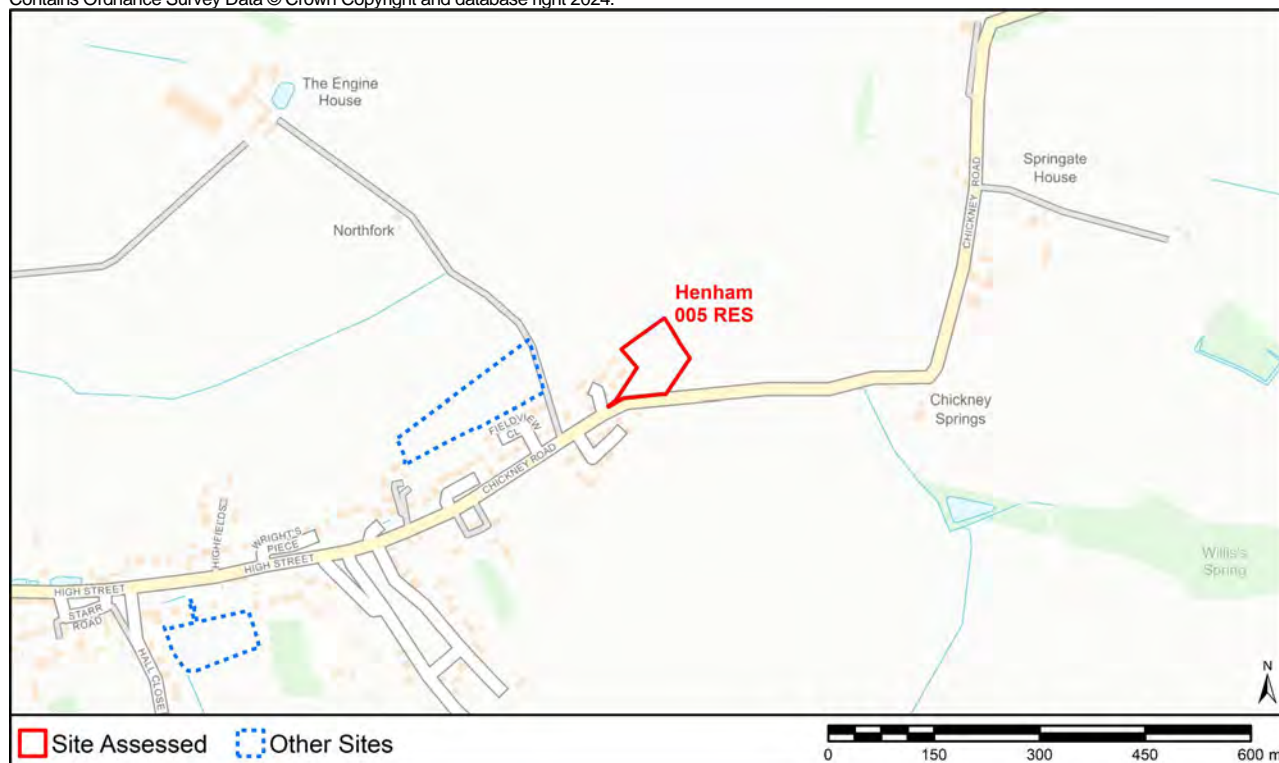 Contains Ordnance Survey Data © Crown Copyright and database right 2024.
The Engine
House
Northfork
CHICKNEY ROAD
Springate
House
Henham
005 RES
FIELDVIEW
CL
CHICKNEY ROAD
Chickney
Springs
Willis's
Spring
HIGHFIELDS
WRIGHT'S
PIECE
HIGH STREET
HIGH STREET
STARR
ROAD
HALL CLOSE
N
Site Assessed
Other Sites
0 150 300 450 600 m